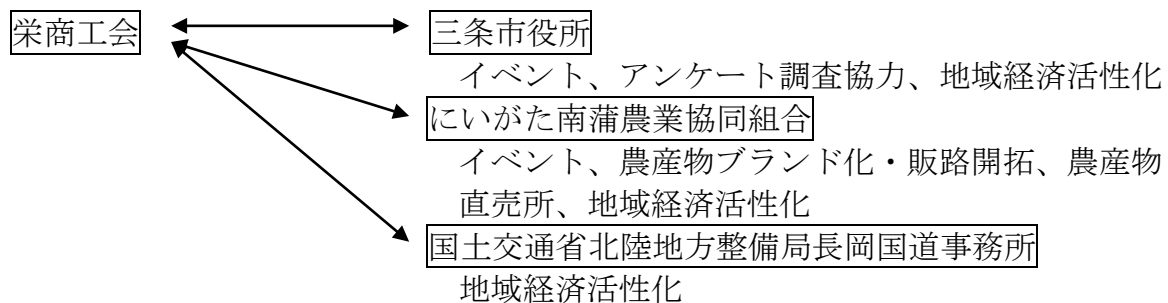 栄商工会
三条市役所
イベント、アンケート調査協力、地域経済活性化
にいがた南蒲農業協同組合
イベント、農産物ブランド化・販路開拓、農産物
直売所、地域経済活性化
国土交通省北陸地方整備局長岡国道事務所
地域経済活性化